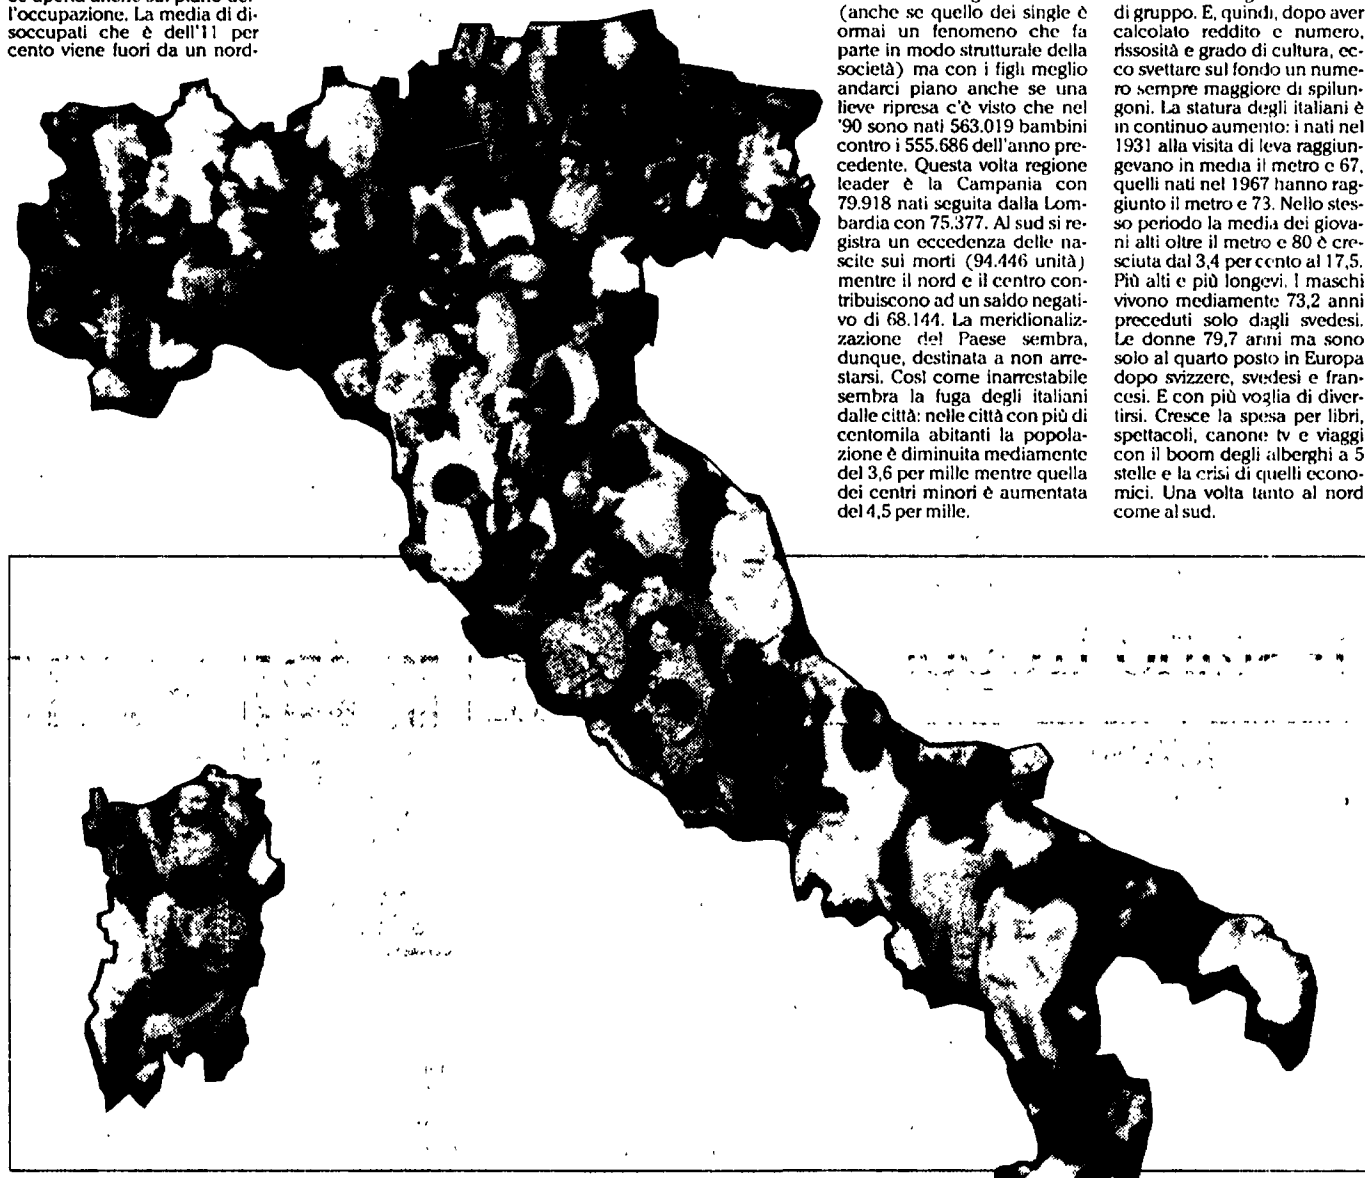 l'occupazione. La media di di-
soccupati che è dell'11 per
cento viene fuori da un nord-
(anche se quello dei single è
ormai un fenomeno che fa
parte in modo strutturale della
società) ma con i figli meglio
andarci piano anche se una
lieve ripresa c'è visto che nel
'90 sono nati 563.019 bambini
contro i 555.686 dell'anno pre-
cedente. Questa volta regione
leader è la Campania con
79.918 nati seguita dalla Lom-
bardia con 75.377. Al sud si re-
gistra un eccedenza delle na-
scite sui morti (94.446 unità)
mentre il nord e il centro con-
tribuiscono ad un saldo negati-
vo di 68.144. La meridionaliz-
zazione del Paese sembra,
dunque, destinata a non arre-
starsi. Così come inarrestabile
sembra la fuga degli italiani
dalle città: nelle città con più di
centomila abitanti la popola-
zione è diminuita mediamente
del 3,6 per mille mentre quella
dei centri minori è aumentata
del 4,5 per mille.
di gruppo. E, quindi, dopo aver
calcolato reddito e numero,
rissosità e grado di cultura, ec-
co svettare sul fondo un nume-
ro sempre maggiore di spilun-
goni. La statura degli italiani è
in continuo aumento: i nati nel
1931 alla visita di leva raggiun-
gevano in media il metro e 67,
quelli nati nel 1967 hanno rag-
giunto il metro e 73. Nello stes-
so periodo la media dei giova-
ni alti oltre il metro e 80 è cre-
sciuta dal 3,4 per cento al 17,5.
Più alti e più longevi. I maschi
vivono mediamente 73,2 anni
preceduti solo dagli svedesi.
Le donne 79,7 anni ma sono
solo al quarto posto in Europa
dopo svizzere, svedesi e fran-
cesi. E con più voglia di diver-
tirsi. Cresce la spesa per libri,
spettacoli, canone tv e viaggi
con il boom degli alberghi a 5
stelle e la crisi di quelli econo-
mici. Una volta tanto al nord
come al sud.